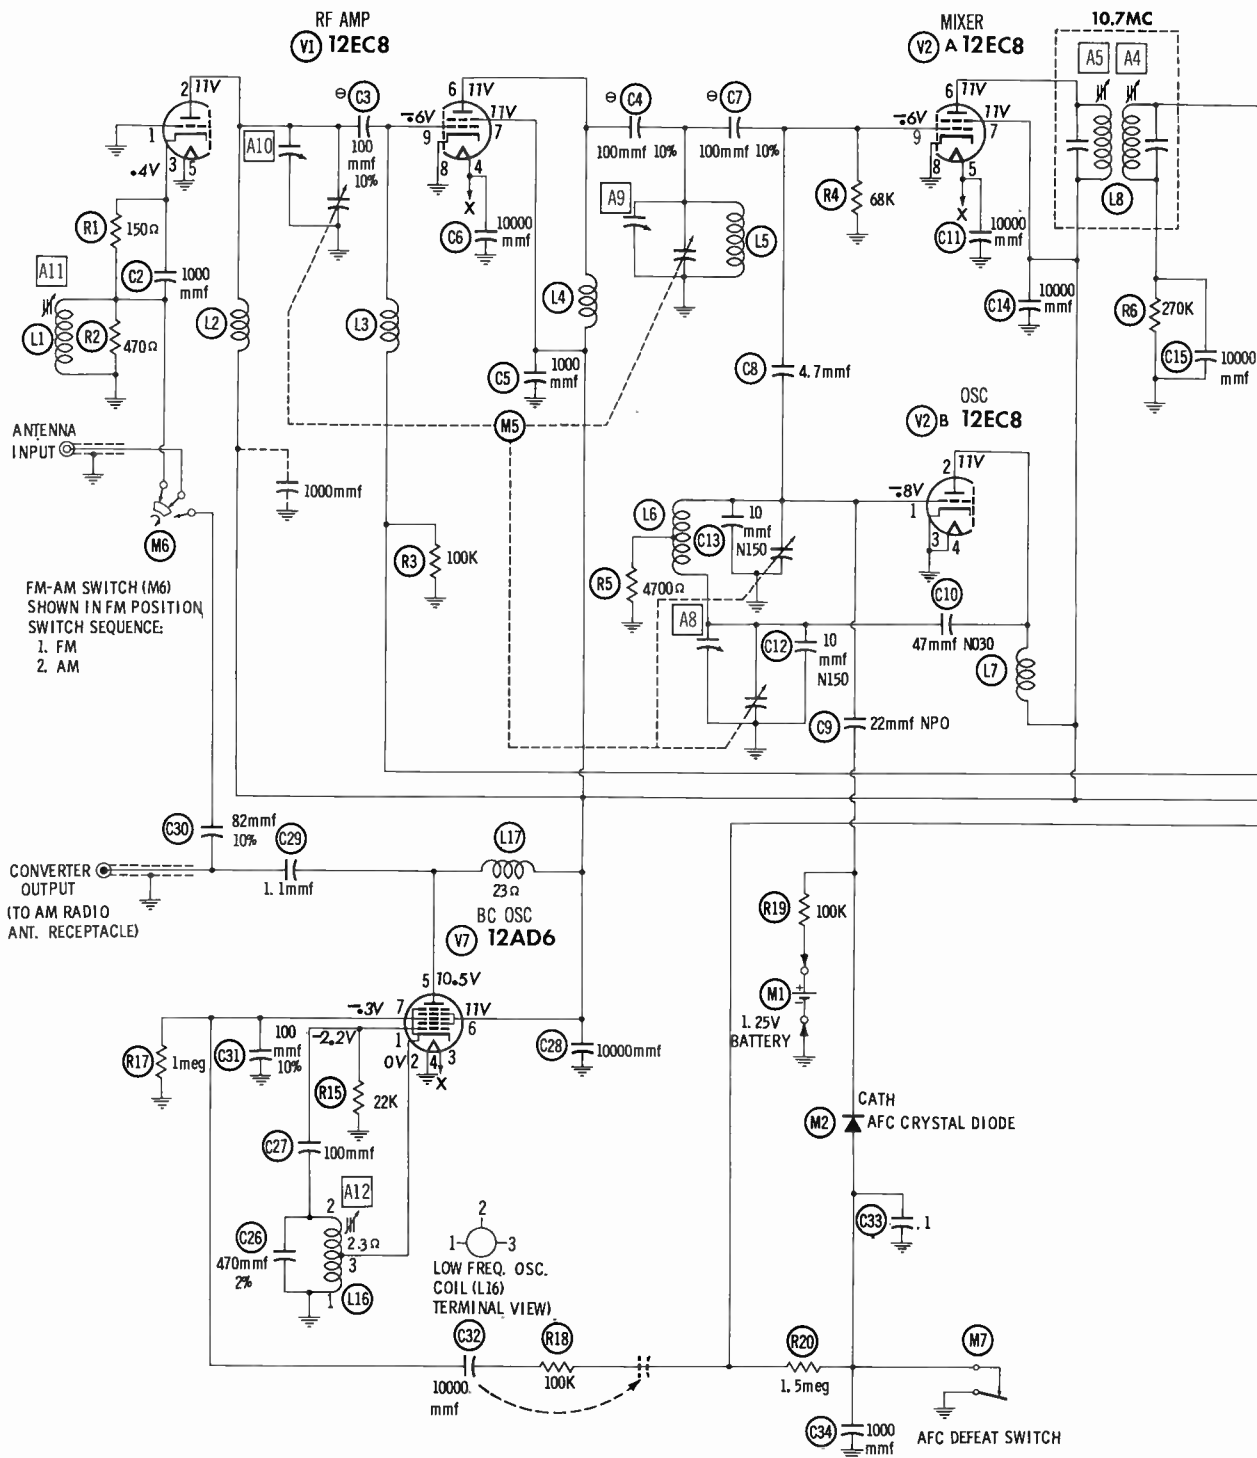 RF AMP
V1 12EC8
MIXER
V2 A 12EC8
10.7MC
A5 A4
2 11V
⊖ C3
6 11V
⊖ C4
⊖ C7
6 11V
1
A10
100 mmf 10%
-.6V
9
11V
7
100mmf 10%
100mmf 10%
-.6V
9
11V
7
3 5
.4V
8
4
X
8
5
X
R1
150Ω
C6
10000 mmf
A9
R4
68K
C11
10000 mmf
L8
A11
C2
1000 mmf
L5
L1
R2
470Ω
L2
L3
L4
C14
10000 mmf
R6
270K
C5
1000 mmf
C8
4.7mmf
C15
10000 mmf
ANTENNA INPUT
M5
OSC
V2 B 12EC8
2 11V
1000mmf
-.8V
1
3
4
M6
L6
C13
10 mmf N150
R3
100K
R5
4700Ω
FM-AM SWITCH (M6)
SHOWN IN FM POSITION
SWITCH SEQUENCE:
1. FM
2. AM
A8
C12
10 mmf N150
C10
47mmf N030
L7
C9
22mmf NPO
C30
82mmf 10%
C29
1.1mmf
L17
23Ω
CONVERTER OUTPUT
(TO AM RADIO
ANT. RECEPTACLE)
BC OSC
V7 12AD6
R19
100K
5 10.5V
-.3V
7
11V
6
-2.2V
1
0V
2 4 3
X
M1
+
−
1.25V
BATTERY
R17
1meg
C31
100 mmf 10%
R15
22K
C28
10000mmf
C27
100mmf
CATH
M2
AFC CRYSTAL DIODE
A12
2
2.3Ω
3
1
L16
C26
470mmf 2%
2
1 3
LOW FREQ. OSC.
COIL (L16)
TERMINAL VIEW)
C33
.1
C32
10000. mmf
R18
100K
R20
1.5meg
M7
C34
1000 mmf
AFC DEFEAT SWITCH